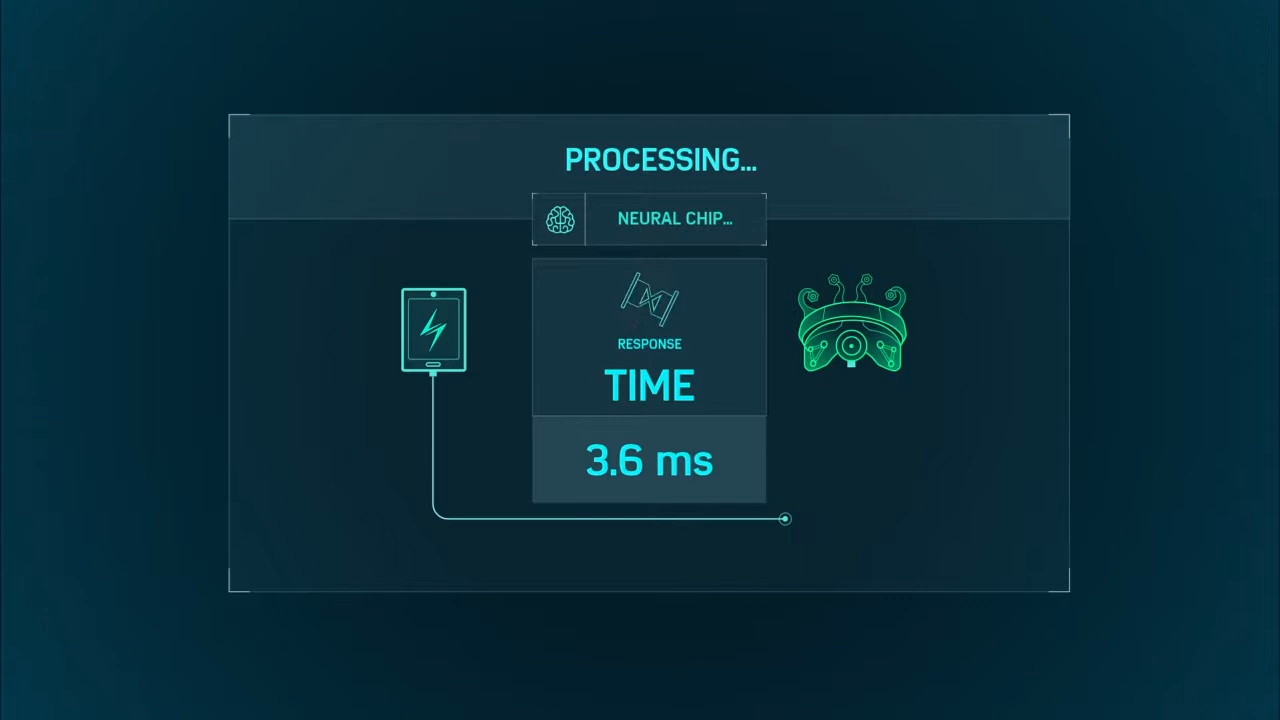 PROCESSING...
NEURAL CHIP...
RESPONSE
TIME
3.6 ms